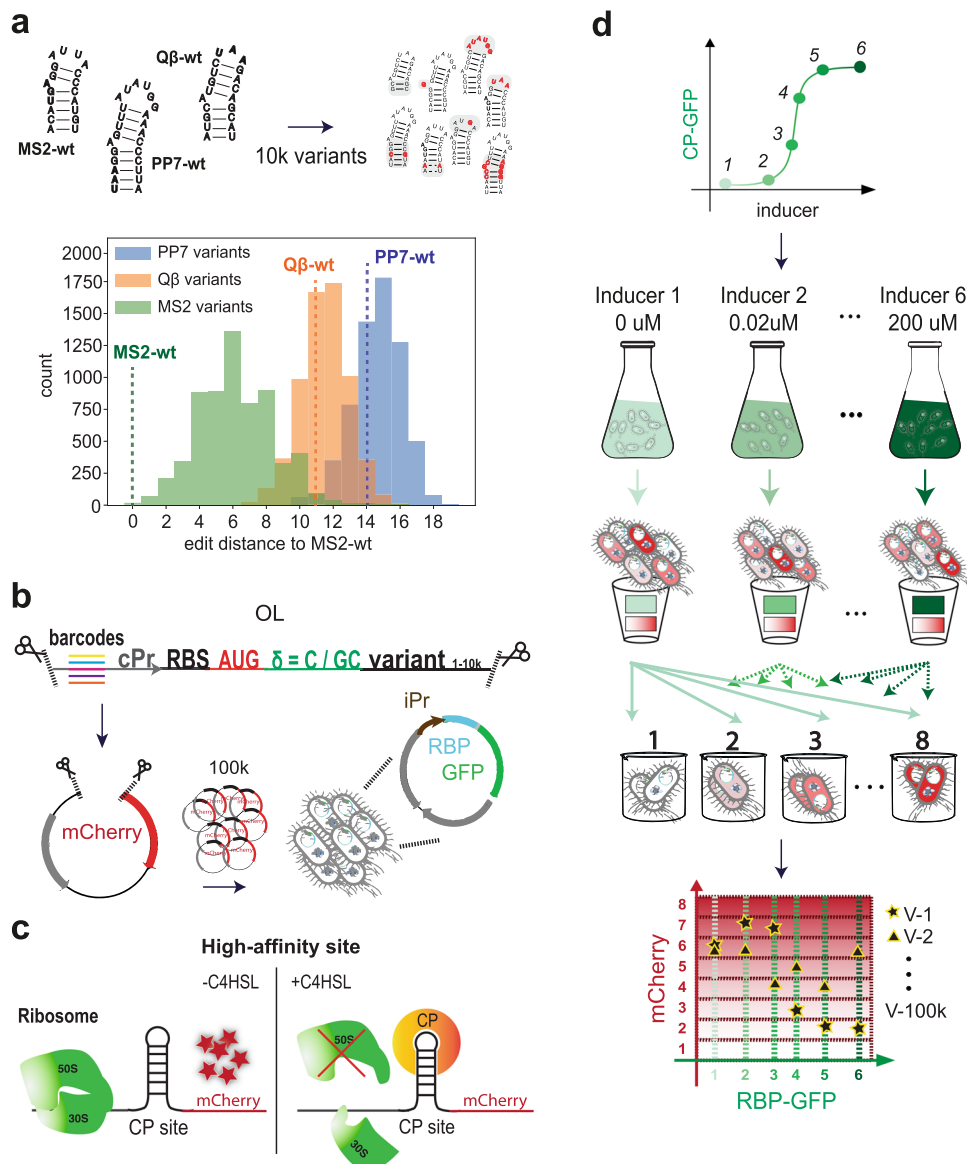 a
MS2-wt
PP7-wt
Qβ-wt
10k variants
PP7 variants
Qβ variants
MS2 variants
MS2-wt
Qβ-wt
PP7-wt
count
2000
1750
1500
1250
1000
750
500
250
0
0 2 4 6 8 10 12 14 16 18
edit distance to MS2-wt
b
OL
barcodes
cPr RBS AUG δ = C / GC variant 1-10k
mCherry
100k
iPr
RBP
GFP
c
High-affinity site
-C4HSL
+C4HSL
Ribosome
50S
30S
CP site
mCherry
50S
30S
CP
CP site
mCherry
d
CP-GFP
1 2 3 4 5 6
inducer
Inducer 1
0 uM
Inducer 2
0.02uM
...
Inducer 6
200 uM
...
...
1 2 3 8
...
mCherry
8
7
6
5
4
3
2
1
1 2 3 4 5 6
RBP-GFP
V-1
V-2
V-100k